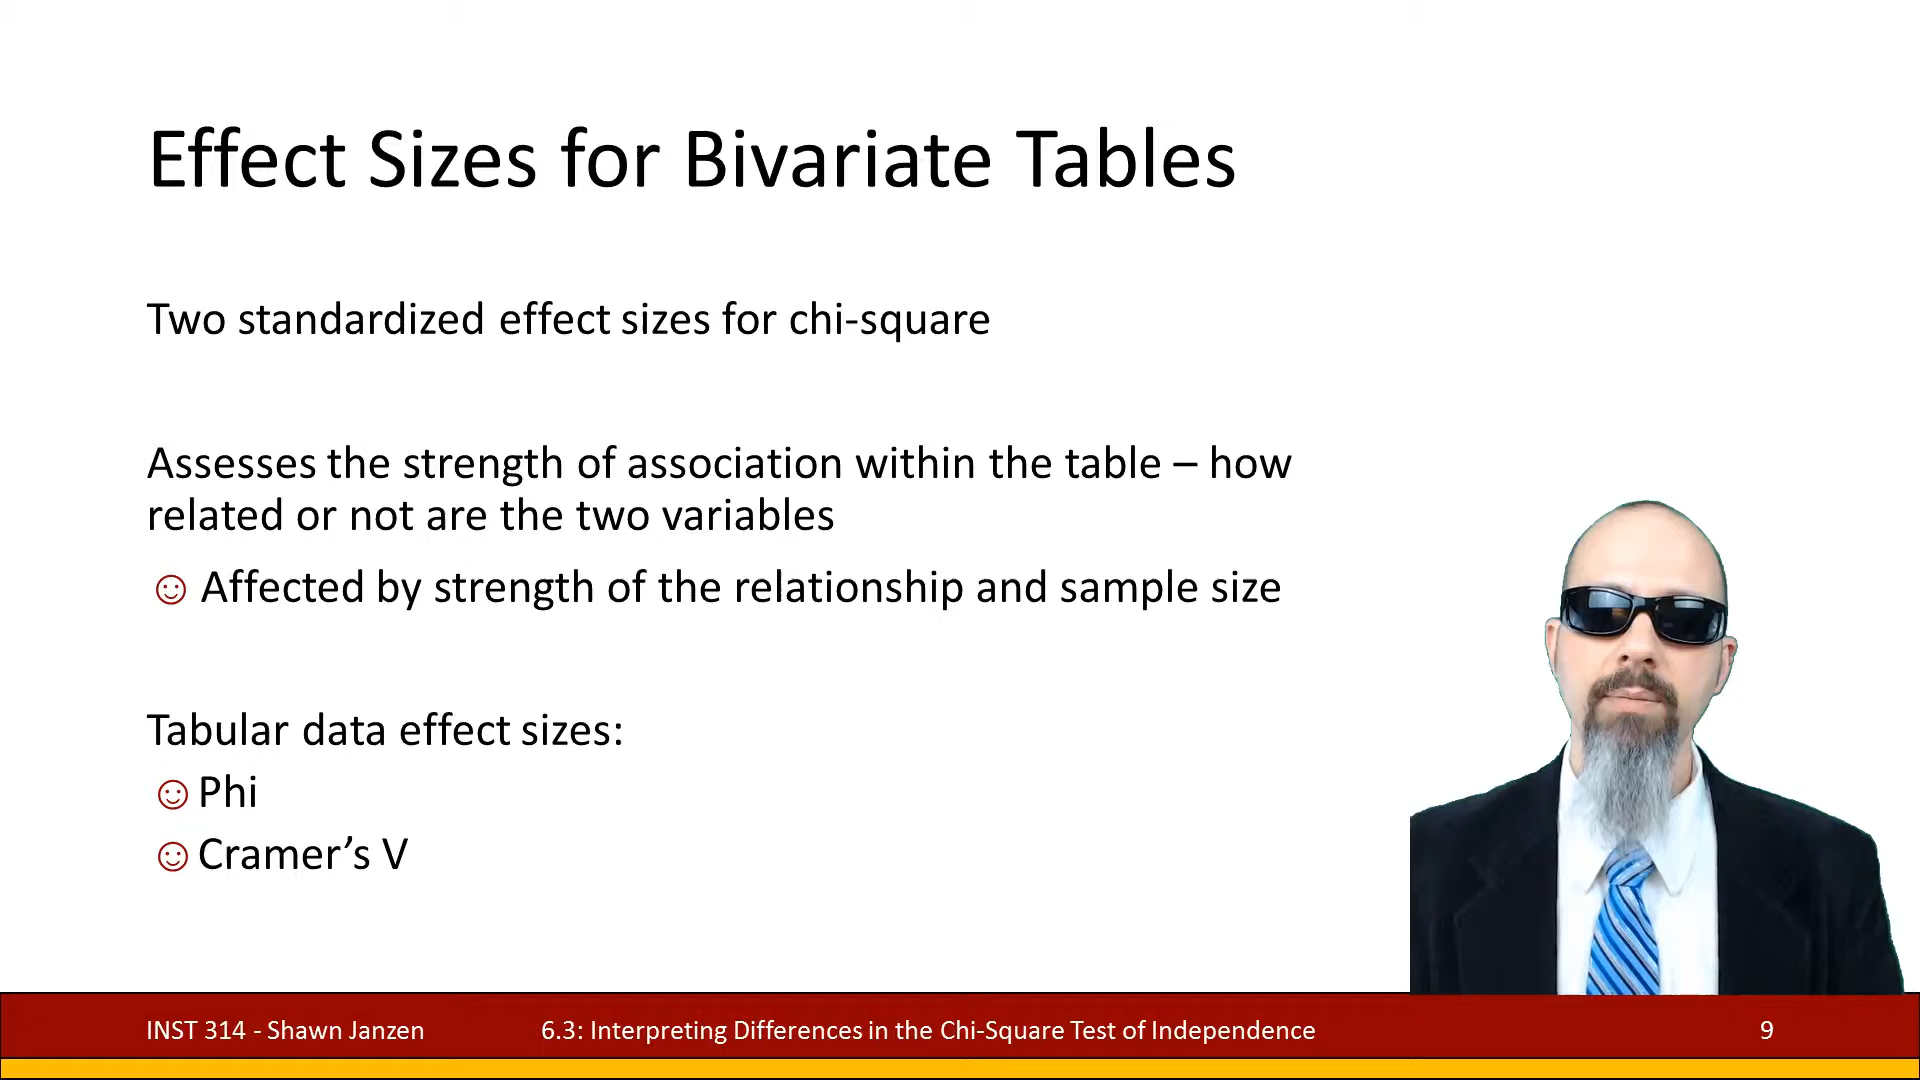 Effect Sizes for Bivariate Tables
Two standardized effect sizes for chi-square
Assesses the strength of association within the table – how
related or not are the two variables
☺ Affected by strength of the relationship and sample size
Tabular data effect sizes:
☺ Phi
☺ Cramer’s V
INST 314 - Shawn Janzen 6.3: Interpreting Differences in the Chi-Square Test of Independence 9